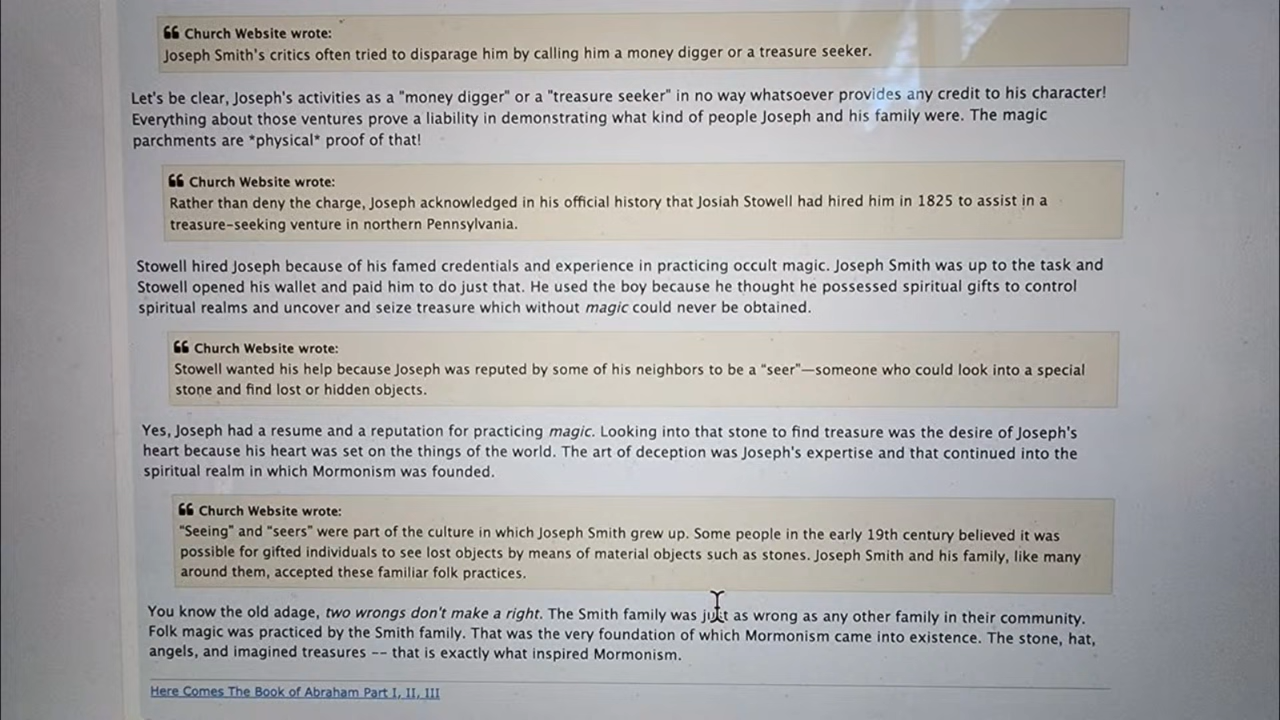 ❝ Church Website wrote:
Joseph Smith's critics often tried to disparage him by calling him a money digger or a treasure seeker.
Let's be clear, Joseph's activities as a "money digger" or a "treasure seeker" in no way whatsoever provides any credit to his character!
Everything about those ventures prove a liability in demonstrating what kind of people Joseph and his family were. The magic
parchments are *physical* proof of that!
❝ Church Website wrote:
Rather than deny the charge, Joseph acknowledged in his official history that Josiah Stowell had hired him in 1825 to assist in a
treasure-seeking venture in northern Pennsylvania.
Stowell hired Joseph because of his famed credentials and experience in practicing occult magic. Joseph Smith was up to the task and
Stowell opened his wallet and paid him to do just that. He used the boy because he thought he possessed spiritual gifts to control
spiritual realms and uncover and seize treasure which without magic could never be obtained.
❝ Church Website wrote:
Stowell wanted his help because Joseph was reputed by some of his neighbors to be a "seer"—someone who could look into a special
stone and find lost or hidden objects.
Yes, Joseph had a resume and a reputation for practicing magic. Looking into that stone to find treasure was the desire of Joseph's
heart because his heart was set on the things of the world. The art of deception was Joseph's expertise and that continued into the
spiritual realm in which Mormonism was founded.
❝ Church Website wrote:
"Seeing" and "seers" were part of the culture in which Joseph Smith grew up. Some people in the early 19th century believed it was
possible for gifted individuals to see lost objects by means of material objects such as stones. Joseph Smith and his family, like many
around them, accepted these familiar folk practices.
You know the old adage, two wrongs don't make a right. The Smith family was just as wrong as any other family in their community.
Folk magic was practiced by the Smith family. That was the very foundation of which Mormonism came into existence. The stone, hat,
angels, and imagined treasures -- that is exactly what inspired Mormonism.
Here Comes The Book of Abraham Part I, II, III